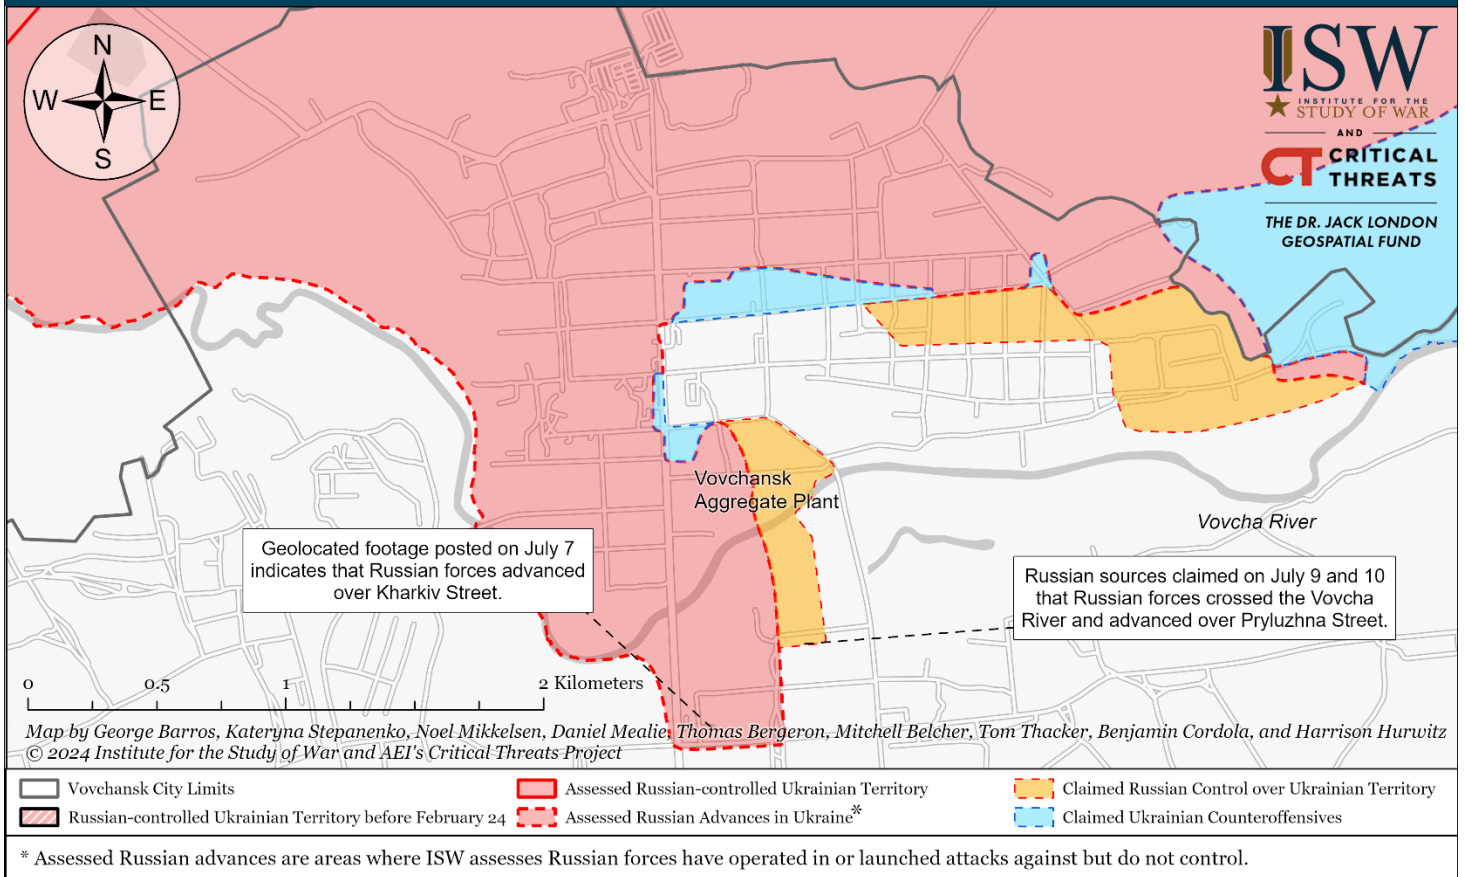 N
W E
S
ISW
INSTITUTE FOR THE
STUDY OF WAR
AND
CT CRITICAL
THREATS
THE DR. JACK LONDON
GEOSPATIAL FUND
Vovchansk
Aggregate Plant
Vovcha River
Geolocated footage posted on July 7
indicates that Russian forces advanced
over Kharkiv Street.
Russian sources claimed on July 9 and 10
that Russian forces crossed the Vovcha
River and advanced over Pryluzhna Street.
0 0.5 1 2 Kilometers
Map by George Barros, Kateryna Stepanenko, Noel Mikkelsen, Daniel Mealie, Thomas Bergeron, Mitchell Belcher, Tom Thacker, Benjamin Cordola, and Harrison Hurwitz
© 2024 Institute for the Study of War and AEI's Critical Threats Project
Vovchansk City Limits
Russian-controlled Ukrainian Territory before February 24
Assessed Russian-controlled Ukrainian Territory
Assessed Russian Advances in Ukraine*
Claimed Russian Control over Ukrainian Territory
Claimed Ukrainian Counteroffensives
* Assessed Russian advances are areas where ISW assesses Russian forces have operated in or launched attacks against but do not control.